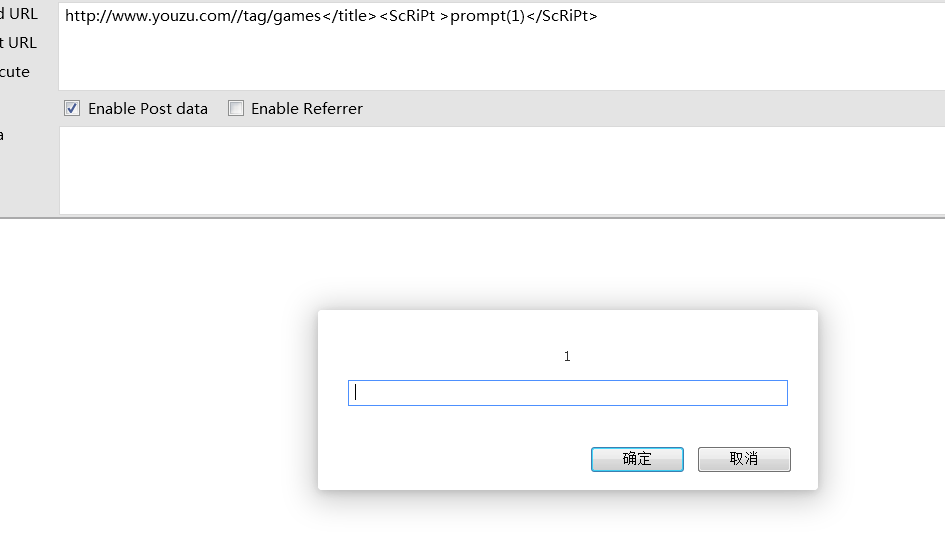 d URL
http://www.youzu.com//tag/games</title><ScRiPt >prompt(1)</ScRiPt>
t URL
cute
Enable Post data
Enable Referrer
a
1
确定
取消